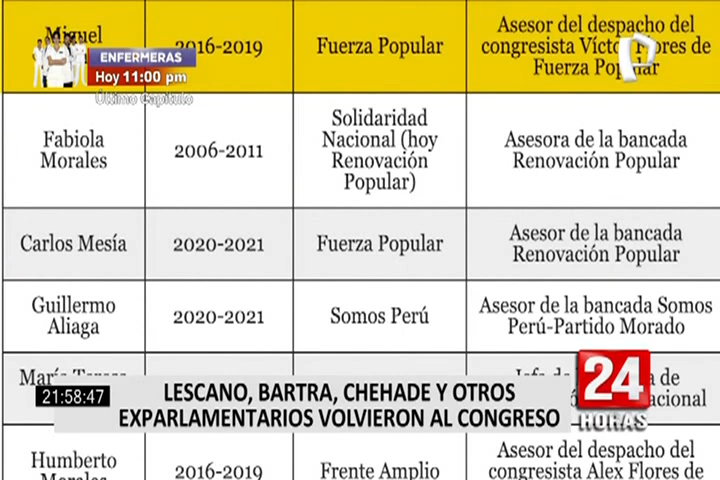 Miguel
2016-2019
Fuerza Popular
Asesor del despacho del
congresista Víctor Flores de
Fuerza Popular
ENFERMERAS
Hoy 11:00 pm
Último Capítulo
Fabiola
Morales
2006-2011
Solidaridad
Nacional (hoy
Renovación
Popular)
Asesora de la bancada
Renovación Popular
Carlos Mesía
2020-2021
Fuerza Popular
Asesor de la bancada
Renovación Popular
Guillermo
Aliaga
2020-2021
Somos Perú
Asesor de la bancada Somos
Perú-Partido Morado
María Teresa
de
21:58:47
LESCANO, BARTRA, CHEHADE Y OTROS
EXPARLAMENTARIOS VOLVIERON AL CONGRESO
24
HORAS
Humberto
Morales
2016-2019
Frente Amplio
Asesor del despacho del
congresista Alex Flores de